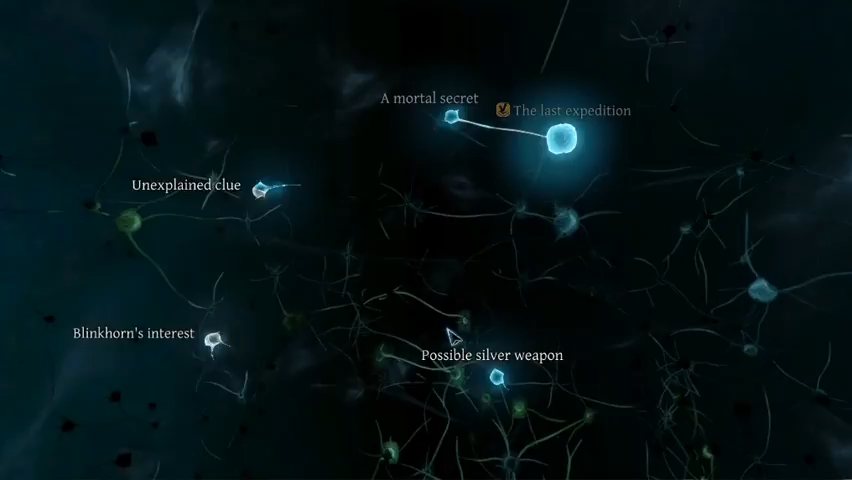 A mortal secret
The last expedition
Unexplained clue
Blinkhorn's interest
Possible silver weapon